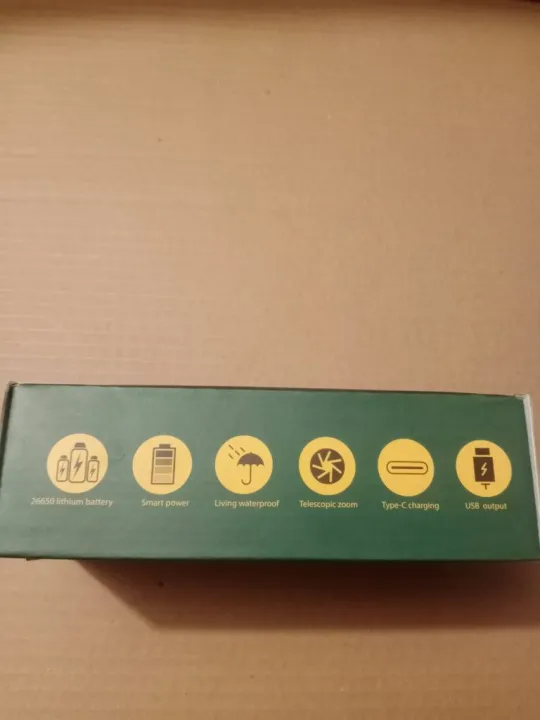 26650 lithium battery
Smart power
Living waterproof
Telescopic zoom
Type-C charging
USB output